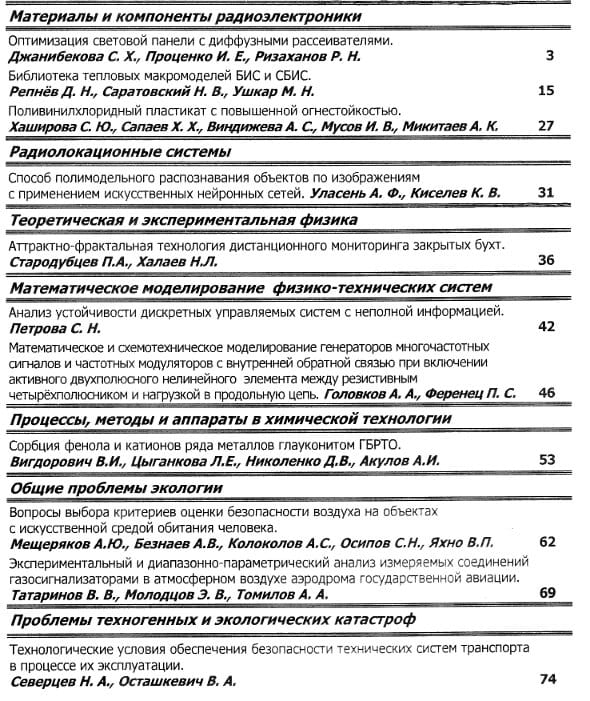 Материалы и компоненты радиоэлектроники
Оптимизация световой панели с диффузными рассеивателями.
Джанибекова С. Х., Проценко И. Е., Ризаханов Р. Н. 3
Библиотека тепловых макромоделей БИС и СБИС.
Репнёв Д. Н., Саратовский Н. В., Ушкар М. Н. 15
Поливинилхлоридный пластикат с повышенной огнестойкостью.
Хаширова С. Ю., Сапаев Х. Х., Виндижева А. С., Мусов И. В., Микитаев А. К. 27
Радиолокационные системы
Способ полимодельного распознавания объектов по изображениям
с применением искусственных нейронных сетей. Уласень А. Ф., Киселев К. В. 31
Теоретическая и экспериментальная физика
Аттрактно-фрактальная технология дистанционного мониторинга закрытых бухт.
Стародубцев П.А., Халаев Н.Л. 36
Математическое моделирование физико-технических систем
Анализ устойчивости дискретных управляемых систем с неполной информацией.
Петрова С. Н. 42
Математическое и схемотехническое моделирование генераторов многочастотных
сигналов и частотных модуляторов с внутренней обратной связью при включении
активного двухполюсного нелинейного элемента между резистивным
четырёхполюсником и нагрузкой в продольную цепь. Головков А. А., Ференец П. С. 46
Процессы, методы и аппараты в химической технологии
Сорбция фенола и катионов ряда металлов глауконитом ГБРТО.
Вигдорович В.И., Цыганкова Л.Е., Николенко Д.В., Акулов А.И. 53
Общие проблемы экологии
Вопросы выбора критериев оценки безопасности воздуха на объектах
с искусственной средой обитания человека.
Мещеряков А.Ю., Безнаев А.В., Колоколов А.С., Осипов С.Н., Яхно В.П. 62
Экспериментальный и диапазонно-параметрический анализ измеряемых соединений
газосигнализаторами в атмосферном воздухе аэродрома государственной авиации.
Татаринов В. В., Молодцов Э. В., Томилов А. А. 69
Проблемы техногенных и экологических катастроф
Технологические условия обеспечения безопасности технических систем транспорта
в процессе их эксплуатации.
Северцев Н. А., Осташкевич В. А. 74